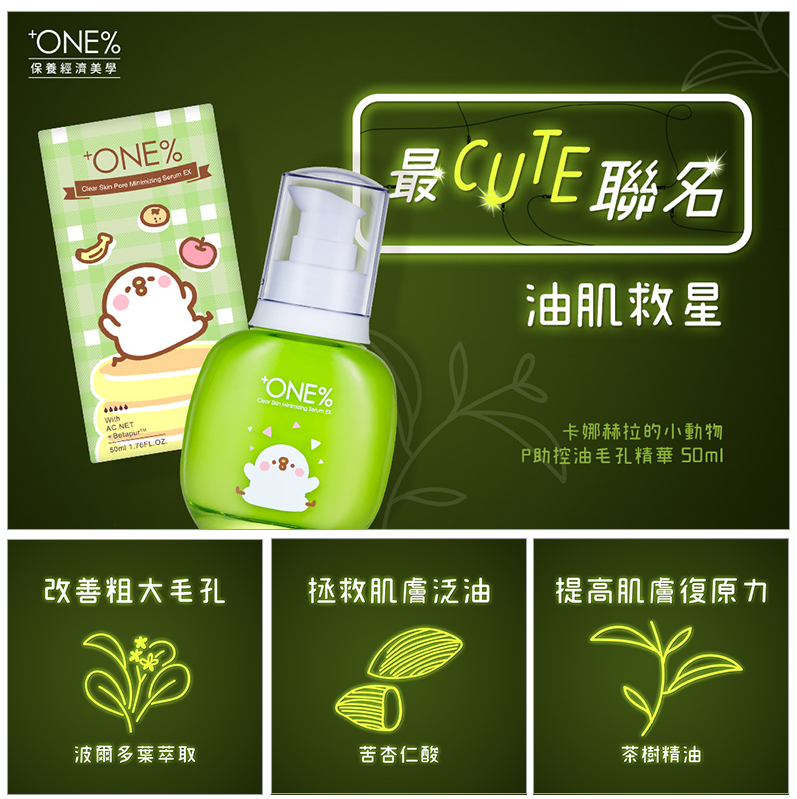 +ONE%
保養經濟美學
+ONE%
Clear Skin Pore Minimizing Serum EX
With
AC.NET
+ Betapur™
50ml 1.76FL.OZ.
+ONE%
Clear Skin Minimizing Serum EX
最CUTE聯名
油肌救星
卡娜赫拉的小動物
P助控油毛孔精華 50ml
改善粗大毛孔
波爾多葉萃取
拯救肌膚泛油
苦杏仁酸
提高肌膚復原力
茶樹精油